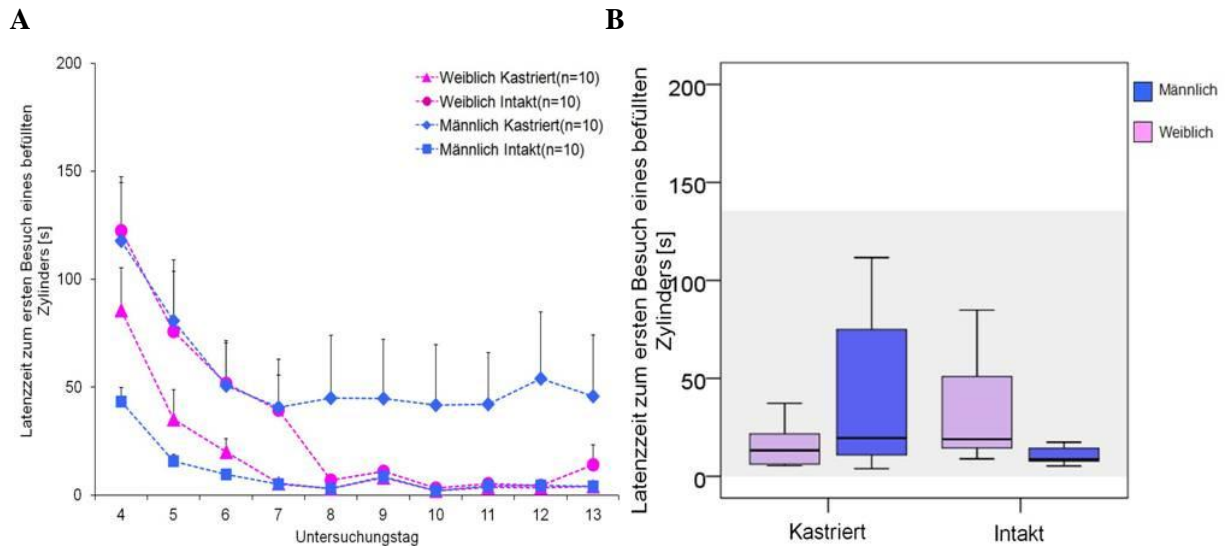 A
Latenzzeit zum ersten Besuch eines befüllten
Zylinders [s]
200
150
100
50
0
Weiblich Kastriert(n=10)
Weiblich Intakt(n=10)
Männlich Kastriert(n=10)
Männlich Intakt(n=10)
4 5 6 7 8 9 10 11 12 13
Untersuchungstag
B
Latenzzeit zum ersten Besuch eines befüllten
Zylinders [s]
200
150
100
50
0
Männlich
Weiblich
Kastriert Intakt